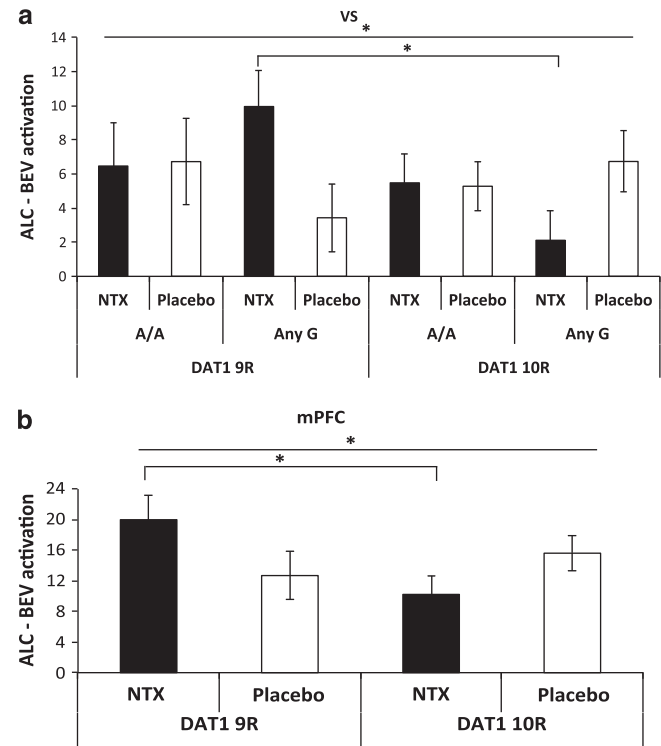 a
VS
*
*
14
12
10
8
6
4
2
0
ALC - BEV activation
NTX Placebo NTX Placebo NTX Placebo NTX Placebo
A/A Any G A/A Any G
DAT1 9R DAT1 10R
b
mPFC
*
*
24
20
16
12
8
4
0
ALC - BEV activation
NTX Placebo NTX Placebo
DAT1 9R DAT1 10R